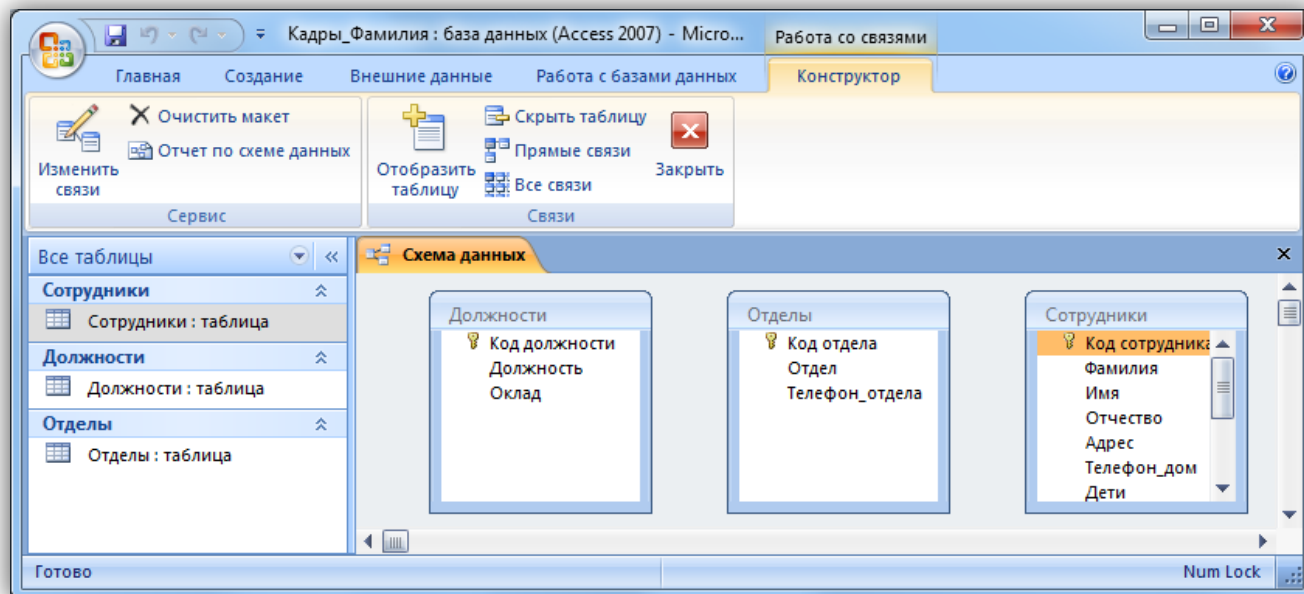 Кадры_Фамилия : база данных (Access 2007) - Micro...
Работа со связями
Главная
Создание
Внешние данные
Работа с базами данных
Конструктор
Изменить
связи
Очистить макет
Отчет по схеме данных
Сервис
Отобразить
таблицу
Скрыть таблицу
Прямые связи
Все связи
Закрыть
Связи
Все таблицы
Сотрудники
Сотрудники : таблица
Должности
Должности : таблица
Отделы
Отделы : таблица
Схема данных
Должности
Код должности
Должность
Оклад
Отделы
Код отдела
Отдел
Телефон_отдела
Сотрудники
Код сотрудника
Фамилия
Имя
Отчество
Адрес
Телефон_дом
Дети
Готово
Num Lock